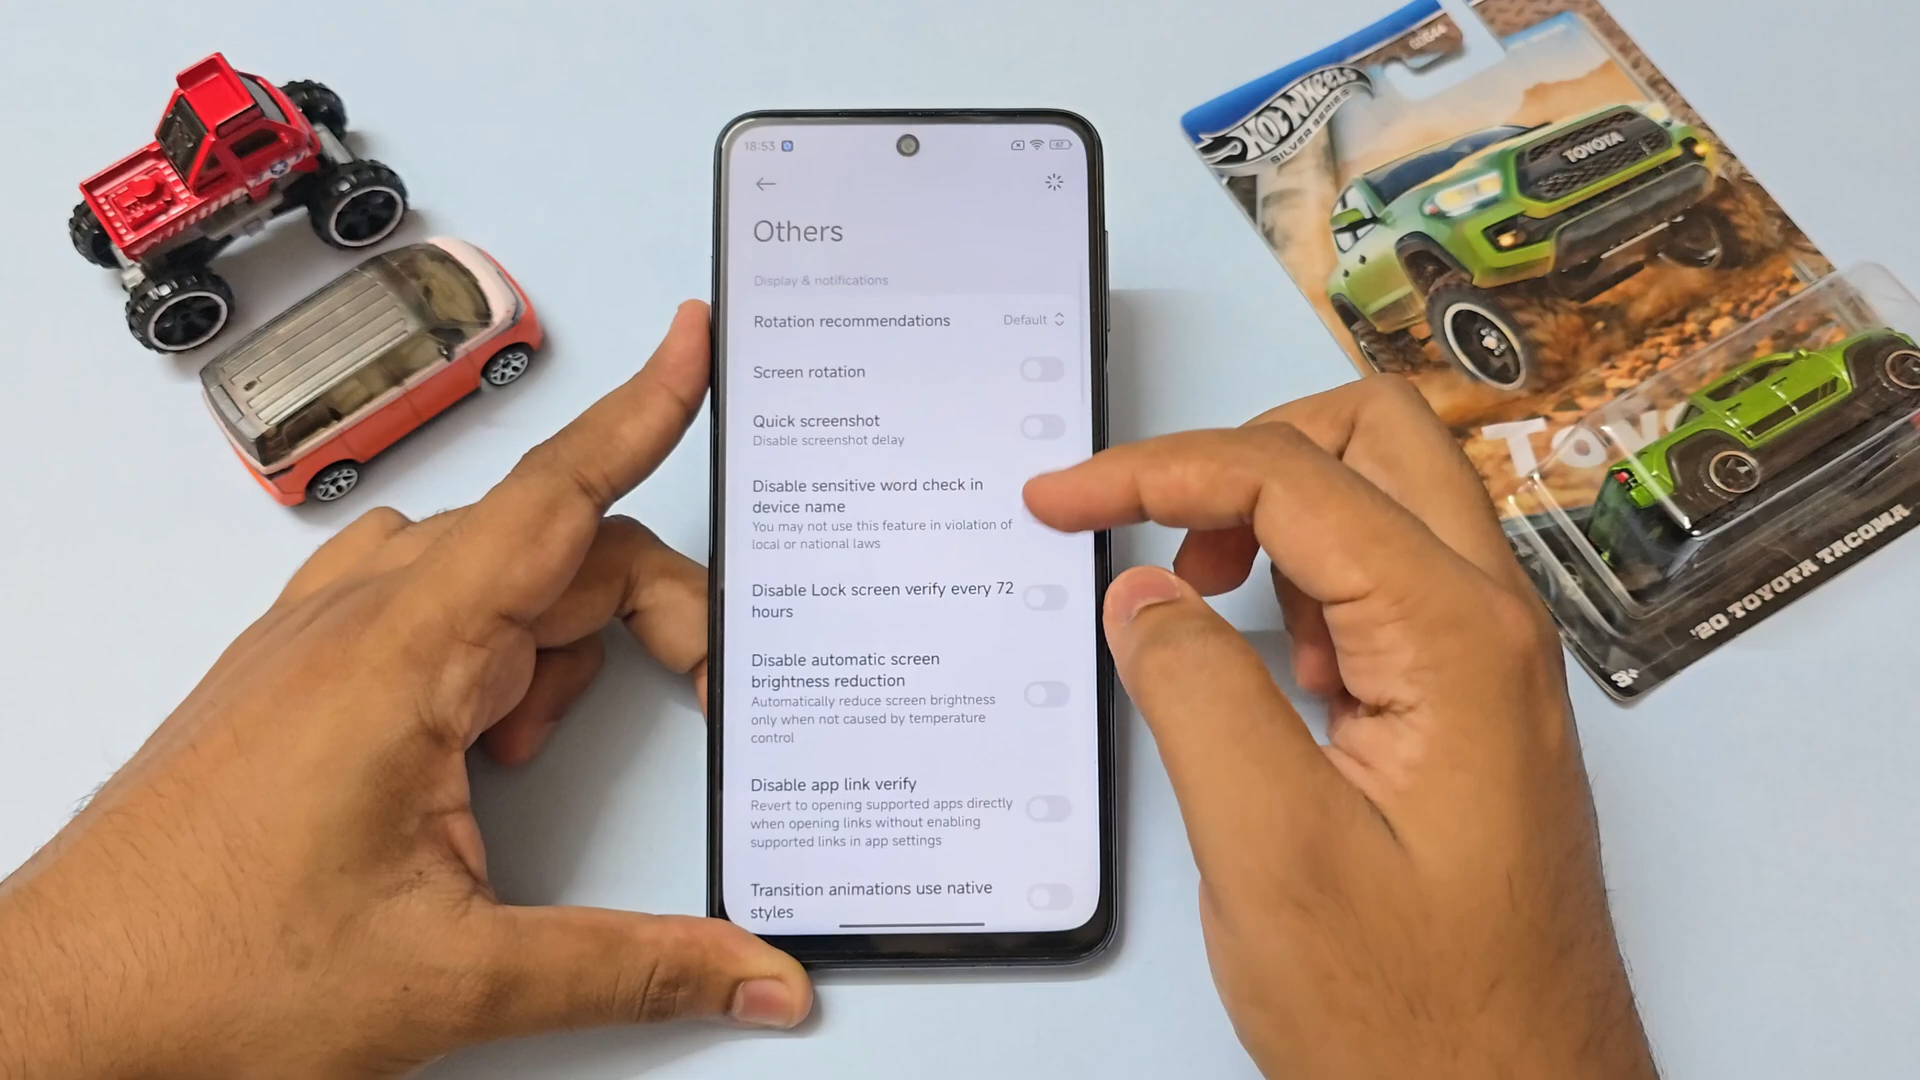 18:53
67
Others
Display & notifications
Rotation recommendations
Default
Screen rotation
Quick screenshot
Disable screenshot delay
Disable sensitive word check in
device name
You may not use this feature in violation of
local or national laws
Disable Lock screen verify every 72
hours
Disable automatic screen
brightness reduction
Automatically reduce screen brightness
only when not caused by temperature
control
Disable app link verify
Revert to opening supported apps directly
when opening links without enabling
supported links in app settings
Transition animations use native
styles
Hot Wheels
SILVER SERIES
TOYOTA
'20 TOYOTA TACOMA
3+